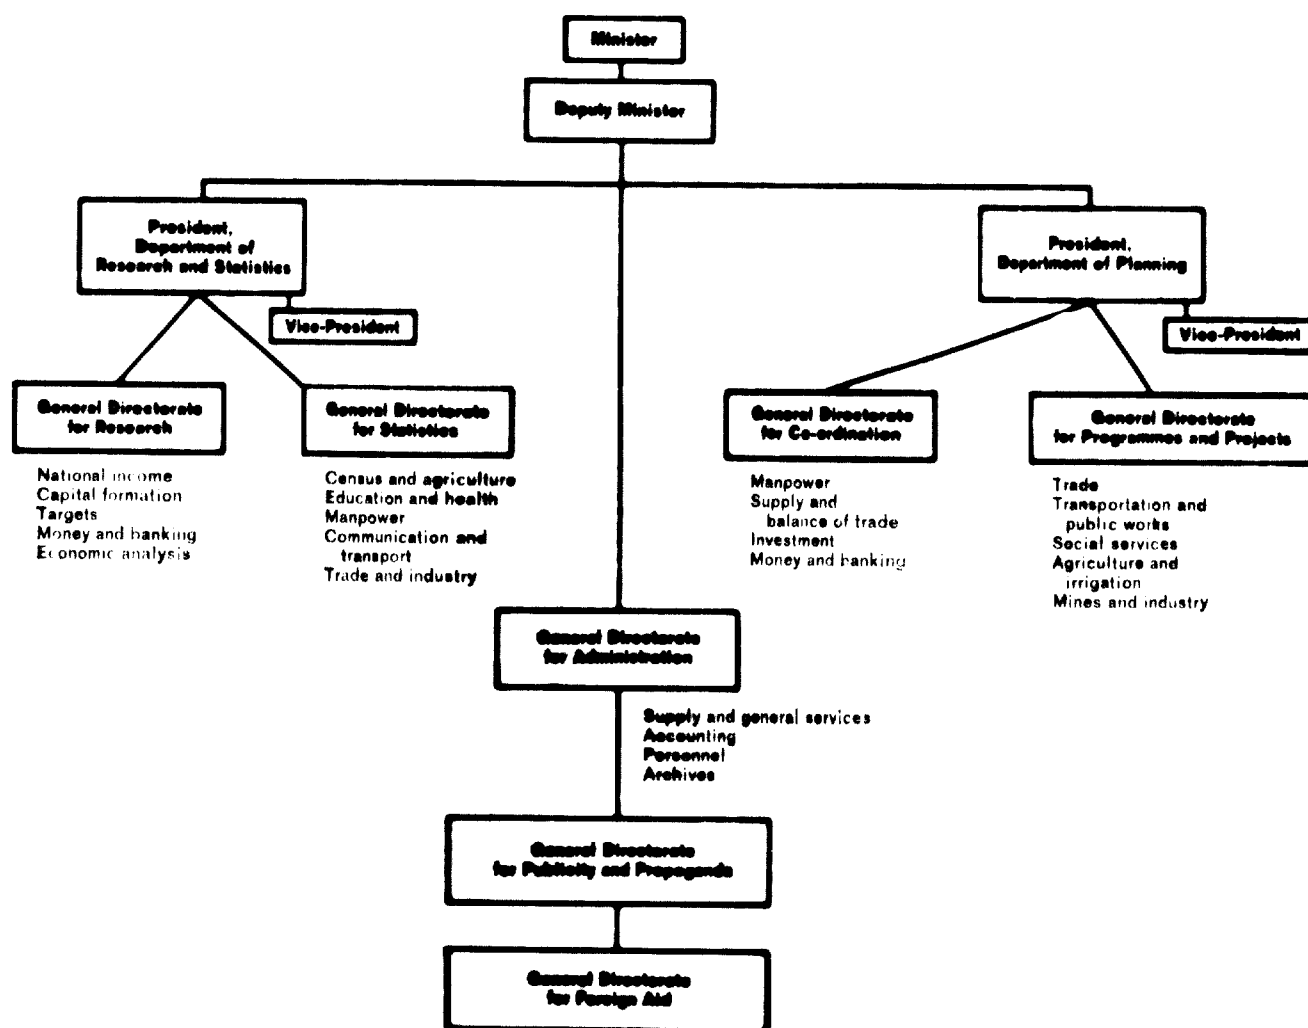 Minister
Deputy Minister
President,
Department of
Research and Statistics
Vice-President
President,
Department of Planning
Vice-President
General Directorate
for Research
National income
Capital formation
Targets
Money and banking
Economic analysis
General Directorate
for Statistics
Census and agriculture
Education and health
Manpower
Communication and
transport
Trade and industry
General Directorate
for Co-ordination
Manpower
Supply and
balance of trade
Investment
Money and banking
General Directorate
for Programmes and Projects
Trade
Transportation and
public works
Social services
Agriculture and
irrigation
Mines and industry
General Directorate
for Administration
Supply and general services
Accounting
Personnel
Archives
General Directorate
for Publicity and Propaganda
General Directorate
for Foreign Aid